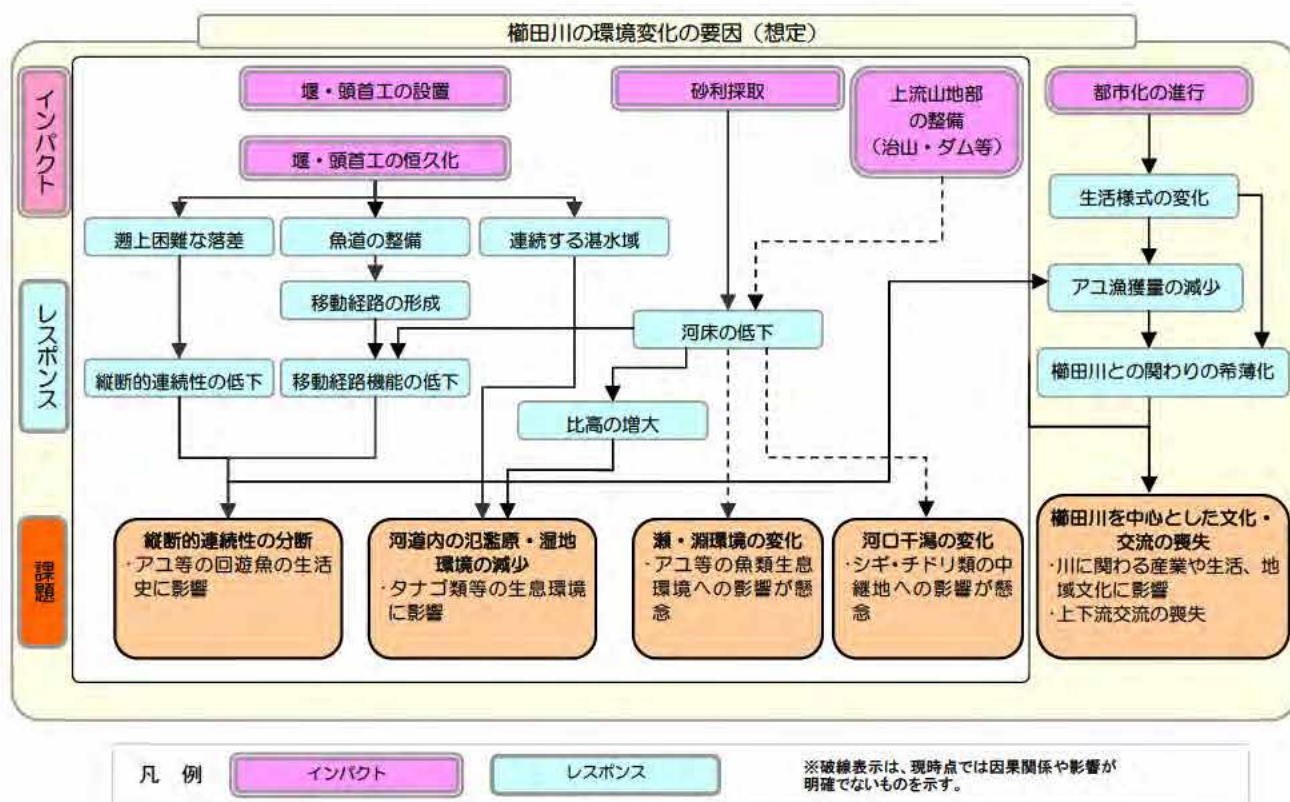 櫛田川の環境変化の要因（想定）
インパクト
堰・頭首工の設置
砂利採取
上流山地部
の整備
（治山・ダム等）
都市化の進行
堰・頭首工の恒久化
生活様式の変化
遡上困難な落差
魚道の整備
連続する湛水域
レスポンス
移動経路の形成
アユ漁獲量の減少
河床の低下
縦断的連続性の低下
移動経路機能の低下
櫛田川との関わりの希薄化
比高の増大
課題
縦断的連続性の分断
・アユ等の回遊魚の生活
史に影響
河道内の氾濫原・湿地
環境の減少
・タナゴ類等の生息環境
に影響
瀬・淵環境の変化
・アユ等の魚類生息
環境への影響が懸
念
河口干潟の変化
・シギ・チドリ類の中
継地への影響が懸
念
櫛田川を中心とした文化・
交流の喪失
・川に関わる産業や生活、地
域文化に影響
・上下流交流の喪失
凡 例
インパクト
レスポンス
※破線表示は、現時点では因果関係や影響が
明確でないものを示す。